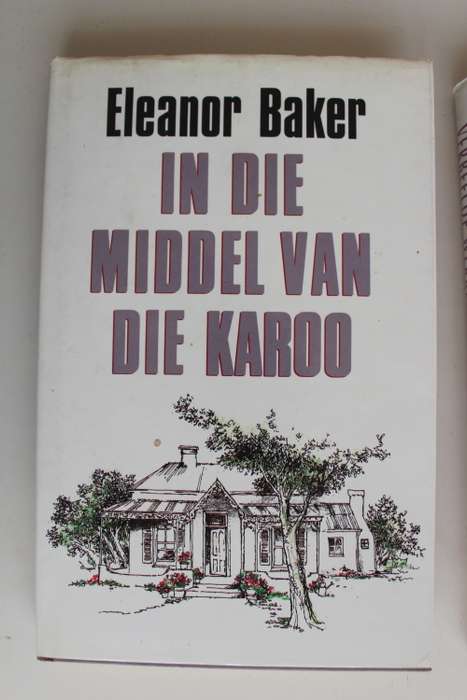 Eleanor Baker
IN DIE
MIDDEL VAN
DIE KAROO